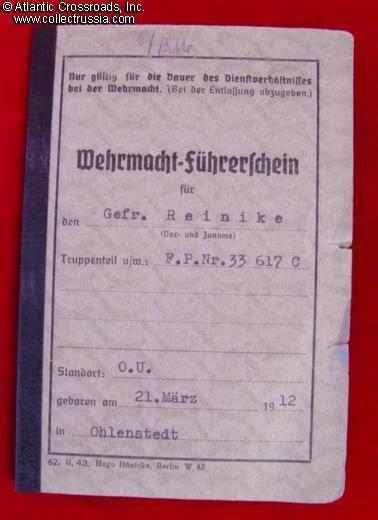 © Atlantic Crossroads, Inc.
www.collectrussia.com
Nur gültig für die Dauer des Dienstverhältnisses
bei der Wehrmacht. (Bei der Entlassung abzugeben.)
Wehrmacht-Führerschein
für
den Gefr. Reinike
(Vor- und Zuname)
Truppenteil usw.: F.P.Nr.33 617 C
Standort: O.U.
geboren am 21.März 1912
in Ohlenstedt
62. II. 43. Hugo Hönicke, Berlin W 62